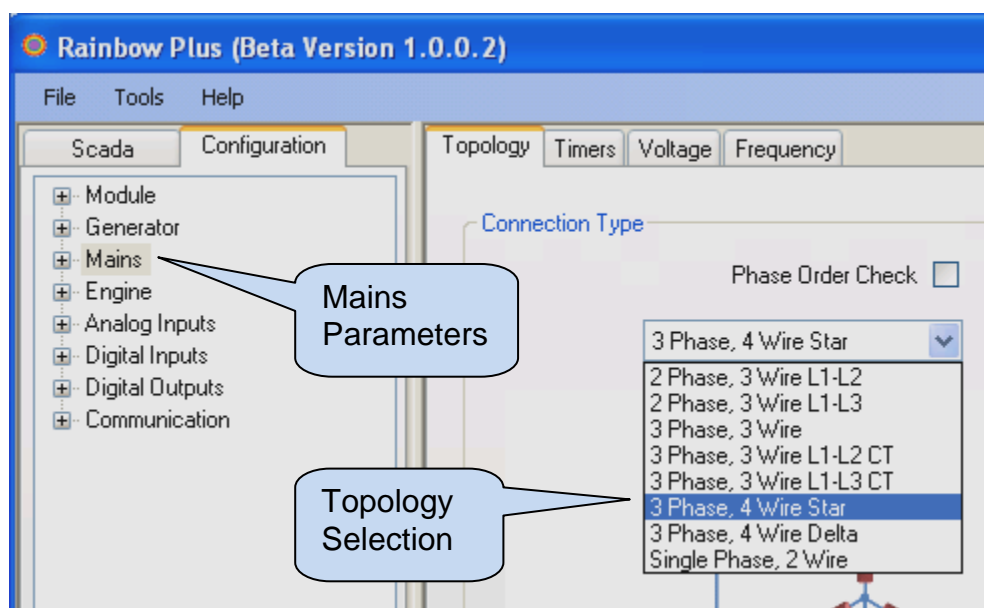 Rainbow Plus (Beta Version 1.0.0.2)
File Tools Help
Scada Configuration
Topology Timers Voltage Frequency
Module
Generator
Mains
Engine
Analog Inputs
Digital Inputs
Digital Outputs
Communication
Mains
Parameters
Topology
Selection
Connection Type
Phase Order Check
3 Phase, 4 Wire Star
2 Phase, 3 Wire L1-L2
2 Phase, 3 Wire L1-L3
3 Phase, 3 Wire
3 Phase, 3 Wire L1-L2 CT
3 Phase, 3 Wire L1-L3 CT
3 Phase, 4 Wire Star
3 Phase, 4 Wire Delta
Single Phase, 2 Wire